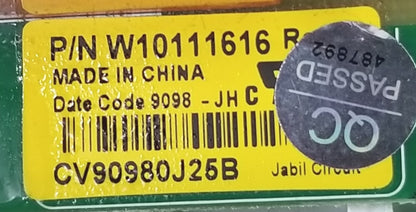 P/N W10111616 R
MADE IN CHINA
Date Code 9098 - JH C
CV90980J25B
Jabil Circuit
QC
PASSED
487892